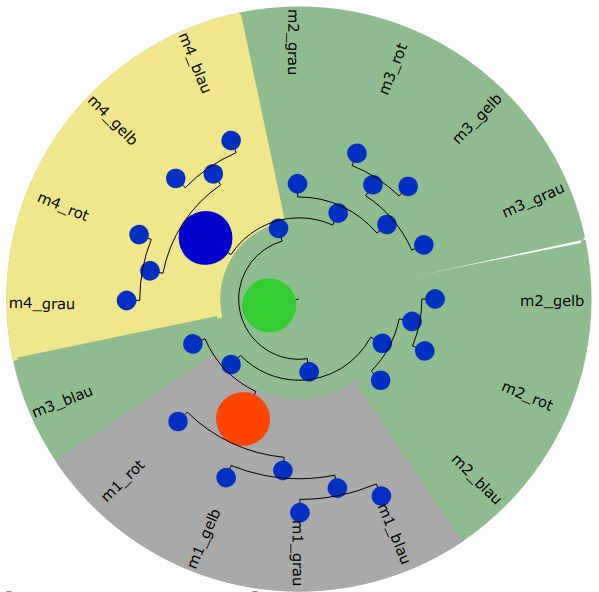 m2_grau
m3_rot
m3_gelb
m3_grau
m2_gelb
m2_rot
m2_blau
m1_blau
m1_grau
m1_gelb
m1_rot
m3_blau
m4_grau
m4_rot
m4_gelb
m4_blau